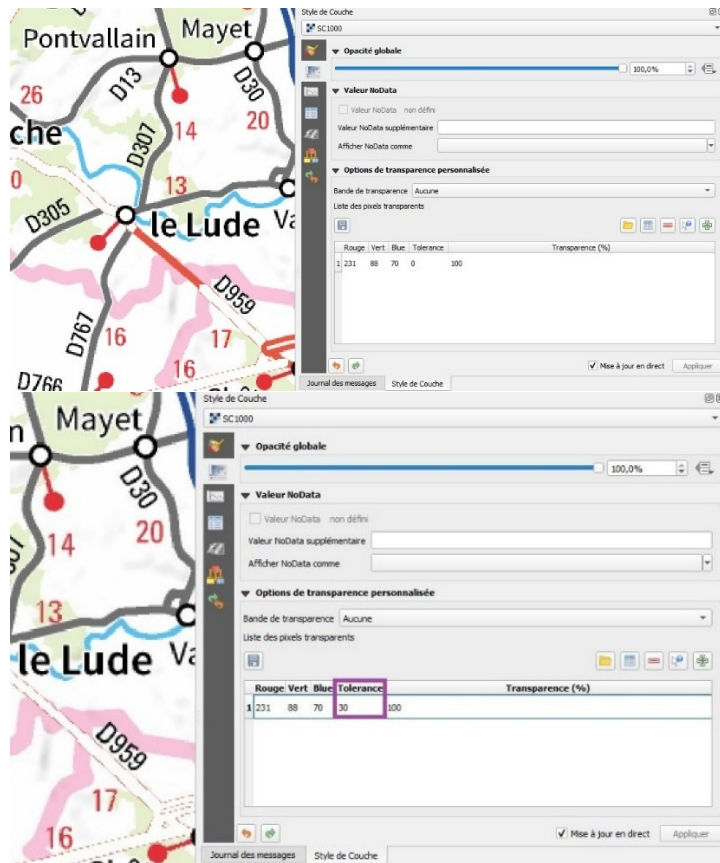 Pontvallain
Mayet
D13
D30
26
che
D307
14
20
0
13
D305
le Lude
Va
D959
D767
16
17
16
D766
Style de Couche
SC1000
Opacité globale
100,0%
Valeur NoData
Valeur NoData non défini
Valeur NoData supplémentaire
Afficher NoData comme
Options de transparence personnalisée
Bande de transparence Aucune
Liste des pixels transparents
Rouge Vert Blue Tolerance Transparence (%)
1 231 88 70 0 100
Mise à jour en direct Appliquer
Journal des messages Style de Couche
n
Mayet
D30
14
20
13
le Lude
Va
D959
17
16
Style de Couche
SC1000
Opacité globale
100,0%
Valeur NoData
Valeur NoData non défini
Valeur NoData supplémentaire
Afficher NoData comme
Options de transparence personnalisée
Bande de transparence Aucune
Liste des pixels transparents
Rouge Vert Blue Tolerance Transparence (%)
1 231 88 70 30 100
Mise à jour en direct Appliquer
Journal des messages Style de Couche